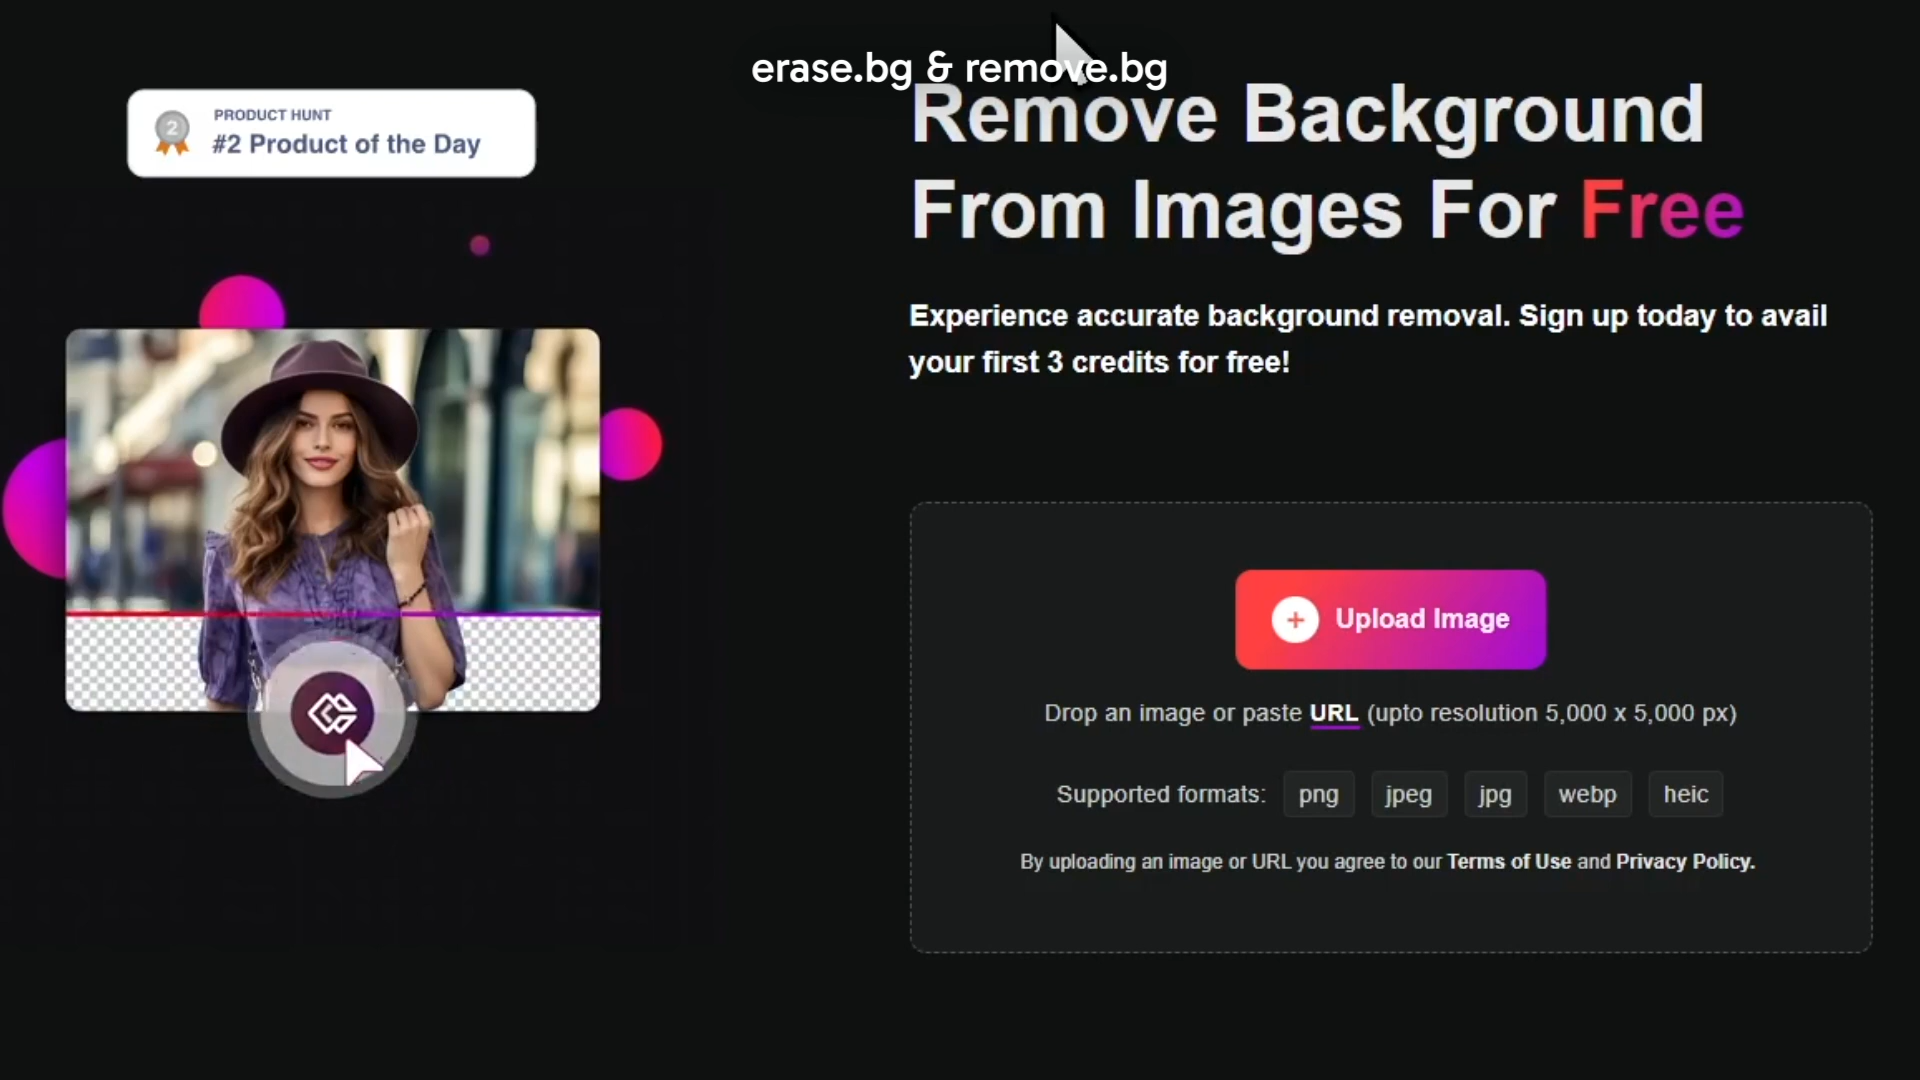 erase.bg & remove.bg
PRODUCT HUNT
#2 Product of the Day
2
Remove Background
From Images For Free
Experience accurate background removal. Sign up today to avail
your first 3 credits for free!
Upload Image
Drop an image or paste URL (upto resolution 5,000 x 5,000 px)
Supported formats: png jpeg jpg webp heic
By uploading an image or URL you agree to our Terms of Use and Privacy Policy.